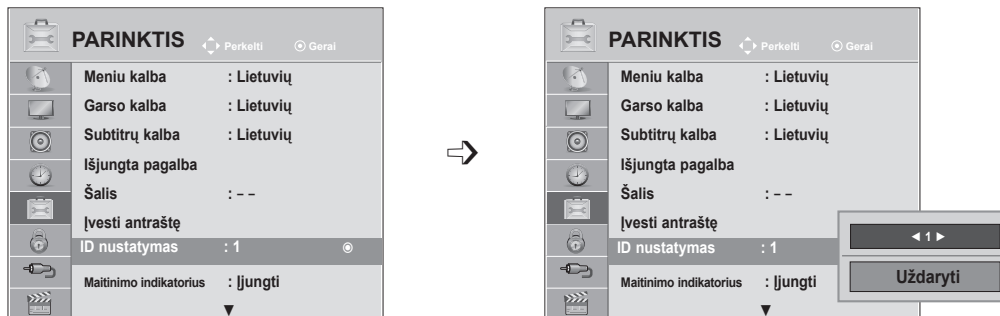 PARINKTIS Perkelti Gerai
Meniu kalba : Lietuvių
Garso kalba : Lietuvių
Subtitrų kalba : Lietuvių
Išjungta pagalba
Šalis : – –
Įvesti antraštę
ID nustatymas : 1
Maitinimo indikatorius : Įjungti
PARINKTIS Perkelti Gerai
Meniu kalba : Lietuvių
Garso kalba : Lietuvių
Subtitrų kalba : Lietuvių
Išjungta pagalba
Šalis : – –
Įvesti antraštę
ID nustatymas : 1
Maitinimo indikatorius : Įjungti
◄ 1 ►
Uždaryti